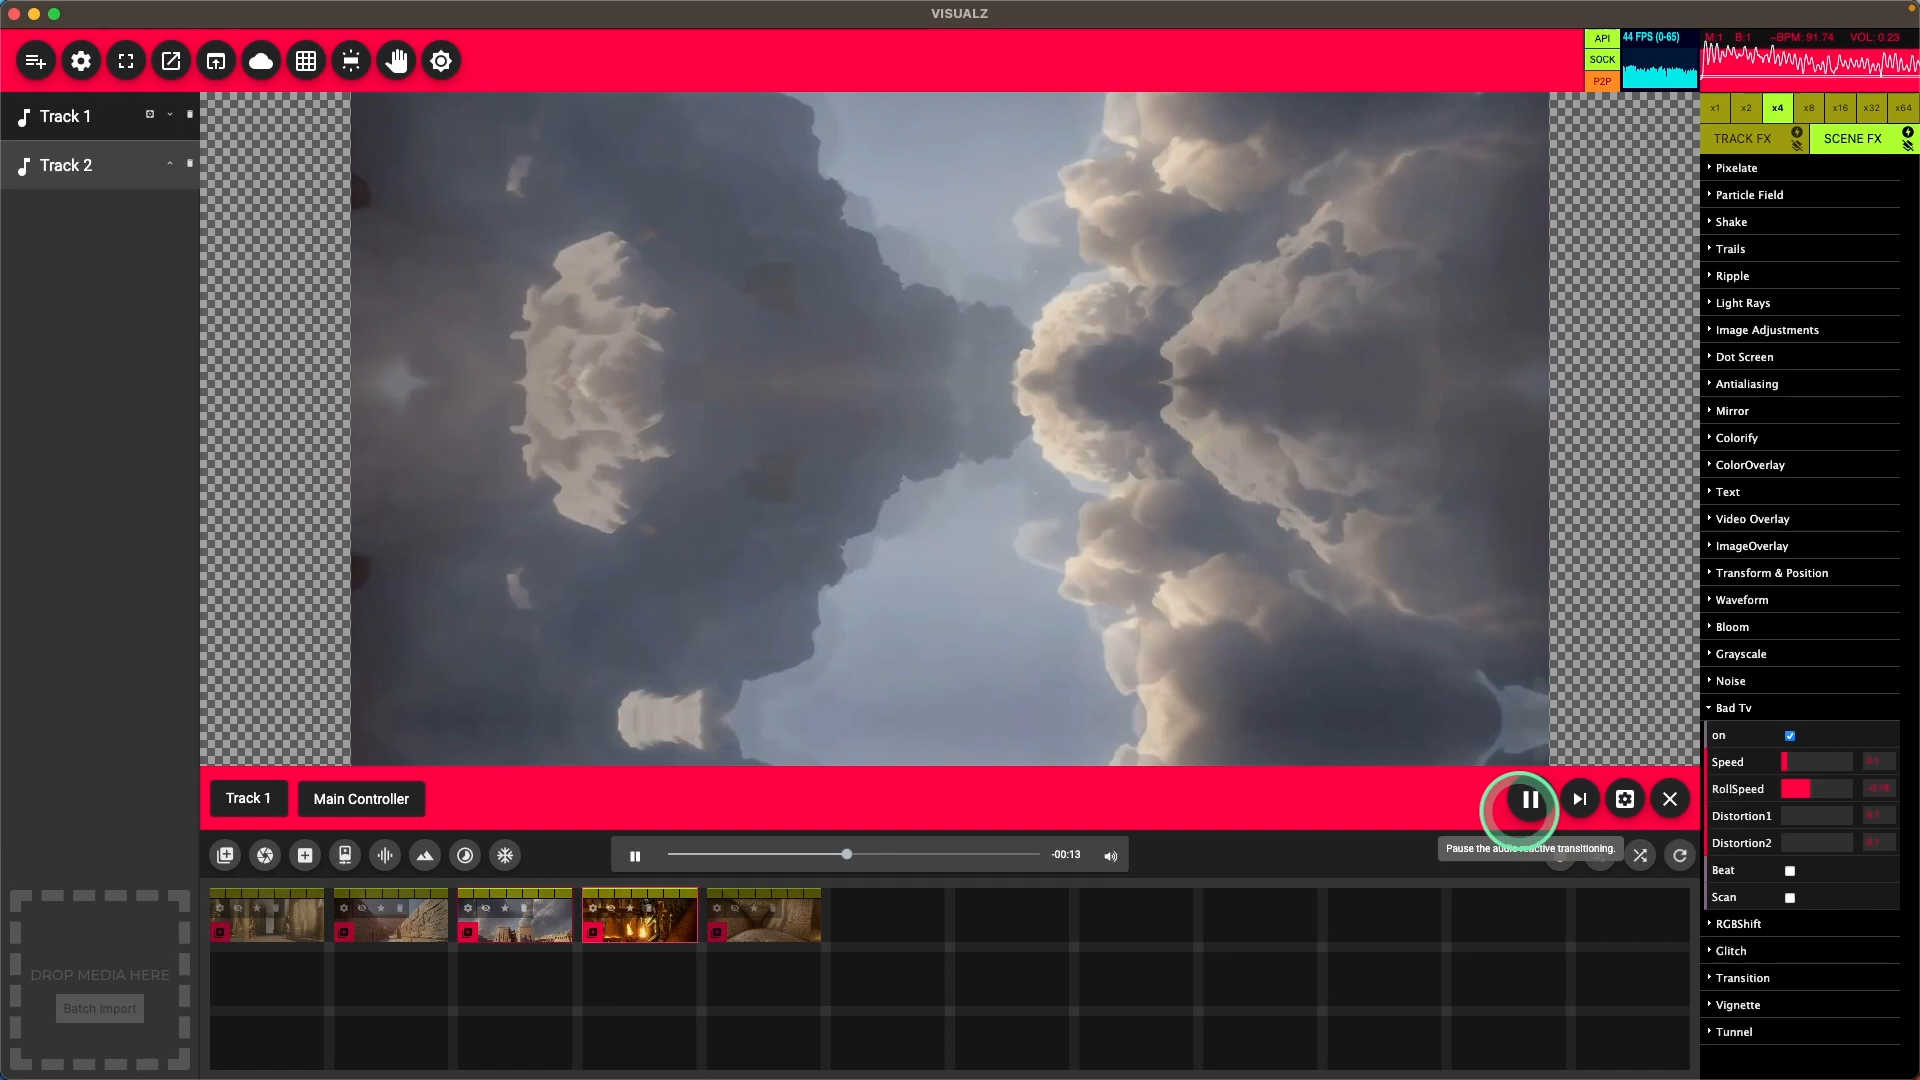 VISUALZ
API
SOCK
P2P
44 FPS (0-65)
M:1 B:1 ~BPM: 91.74 VOL: 0.23
x1 x2 x4 x8 x16 x32 x64
TRACK FX
SCENE FX
Track 1
Track 2
Pixelate
Particle Field
Shake
Trails
Ripple
Light Rays
Image Adjustments
Dot Screen
Antialiasing
Mirror
Colorify
ColorOverlay
Text
Video Overlay
ImageOverlay
Transform & Position
Waveform
Bloom
Grayscale
Noise
Bad Tv
on
Speed
RollSpeed
Distortion1
Distortion2
Beat
Scan
RGBShift
Glitch
Transition
Vignette
Tunnel
Track 1
Main Controller
Pause the audio reactive transitioning.
-00:13
DROP MEDIA HERE
Batch Import